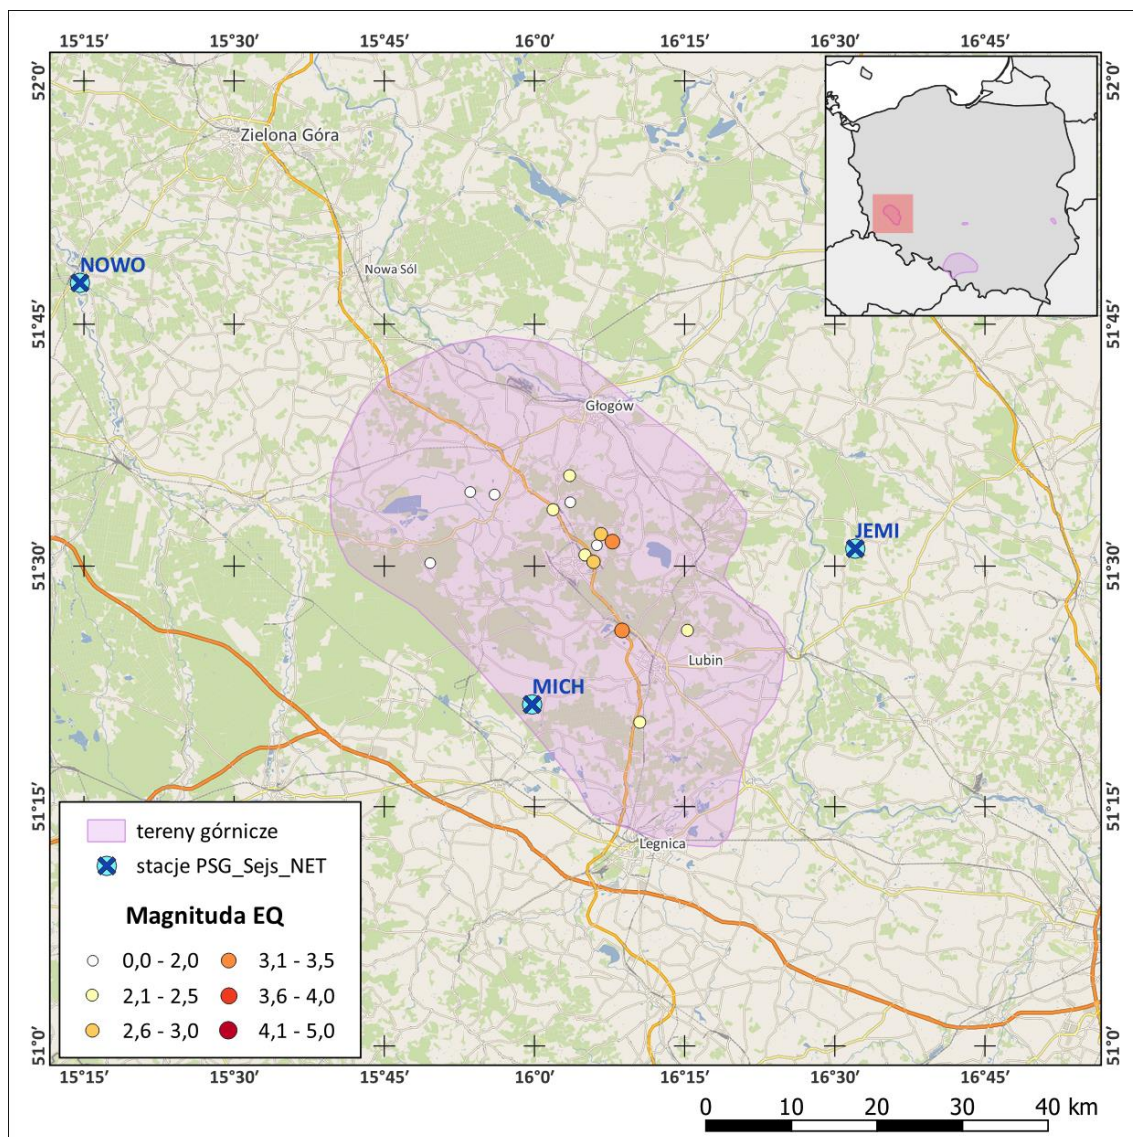 15°15′ 15°30′ 15°45′ 16°0′ 16°15′ 16°30′ 16°45′
52°0′ 52°0′
Zielona Góra
NOWO
Nowa Sól
51°45′ 51°45′
Głogów
JEMI
51°30′ 51°30′
Lubin
MICH
51°15′ 51°15′
Legnica
tereny górnicze
stacje PSG_Sejs_NET
Magnituda EQ
0,0 - 2,0 3,1 - 3,5
2,1 - 2,5 3,6 - 4,0
2,6 - 3,0 4,1 - 5,0
51°0′ 51°0′
15°15′ 15°30′ 15°45′ 16°0′ 16°15′ 16°30′ 16°45′
0 10 20 30 40 km